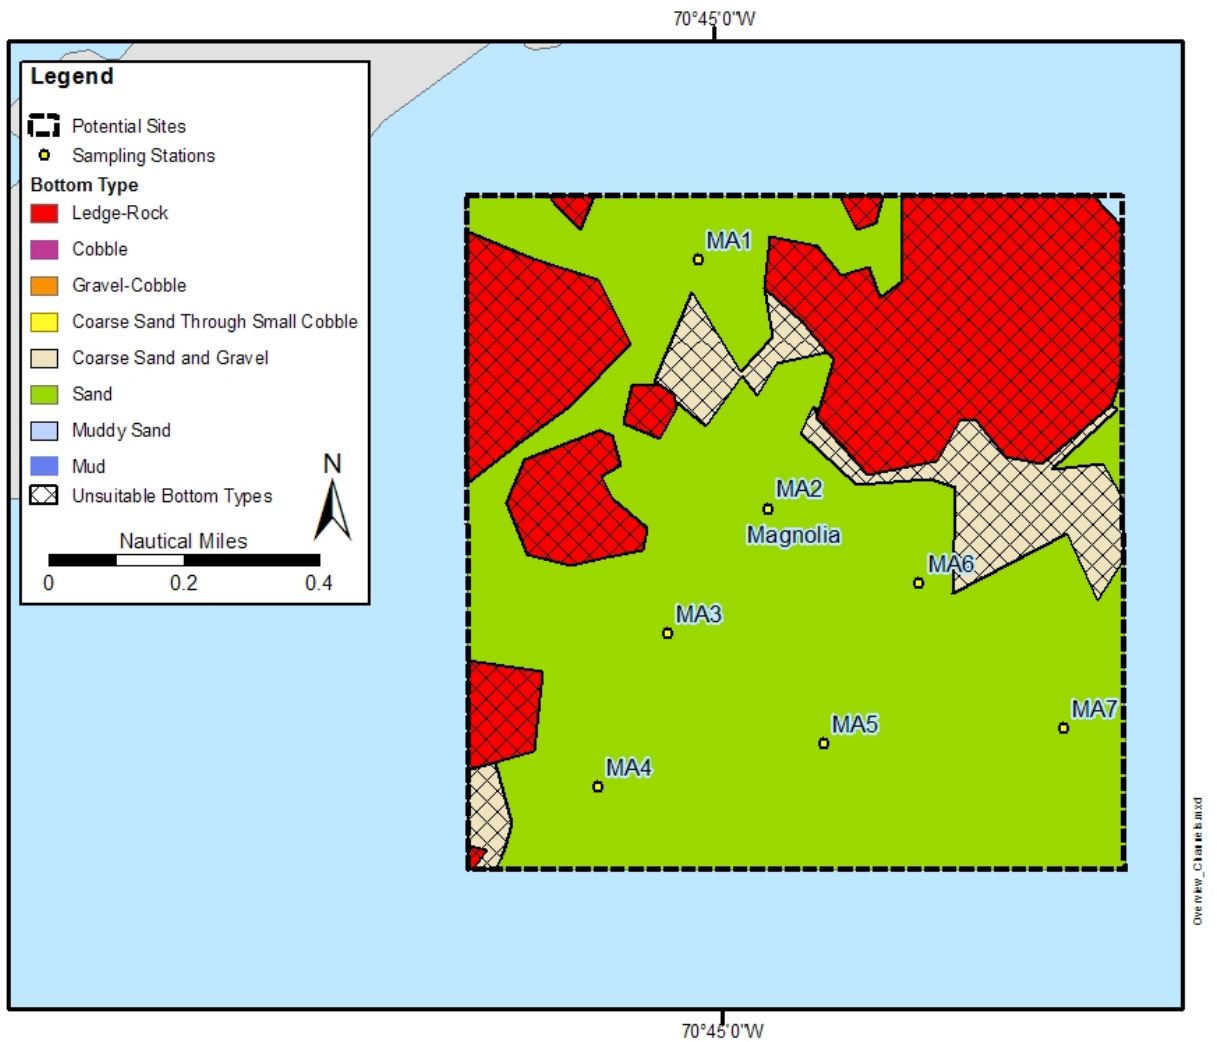 70°45'0"W
Legend
Potential Sites
Sampling Stations
Bottom Type
Ledge-Rock
Cobble
Gravel-Cobble
Coarse Sand Through Small Cobble
Coarse Sand and Gravel
Sand
Muddy Sand
Mud
Unsuitable Bottom Types
N
Nautical Miles
0 0.2 0.4
MA1
MA2
Magnolia
MA6
MA3
MA7
MA5
MA4
Overview_Channels.mxd
70°45'0"W